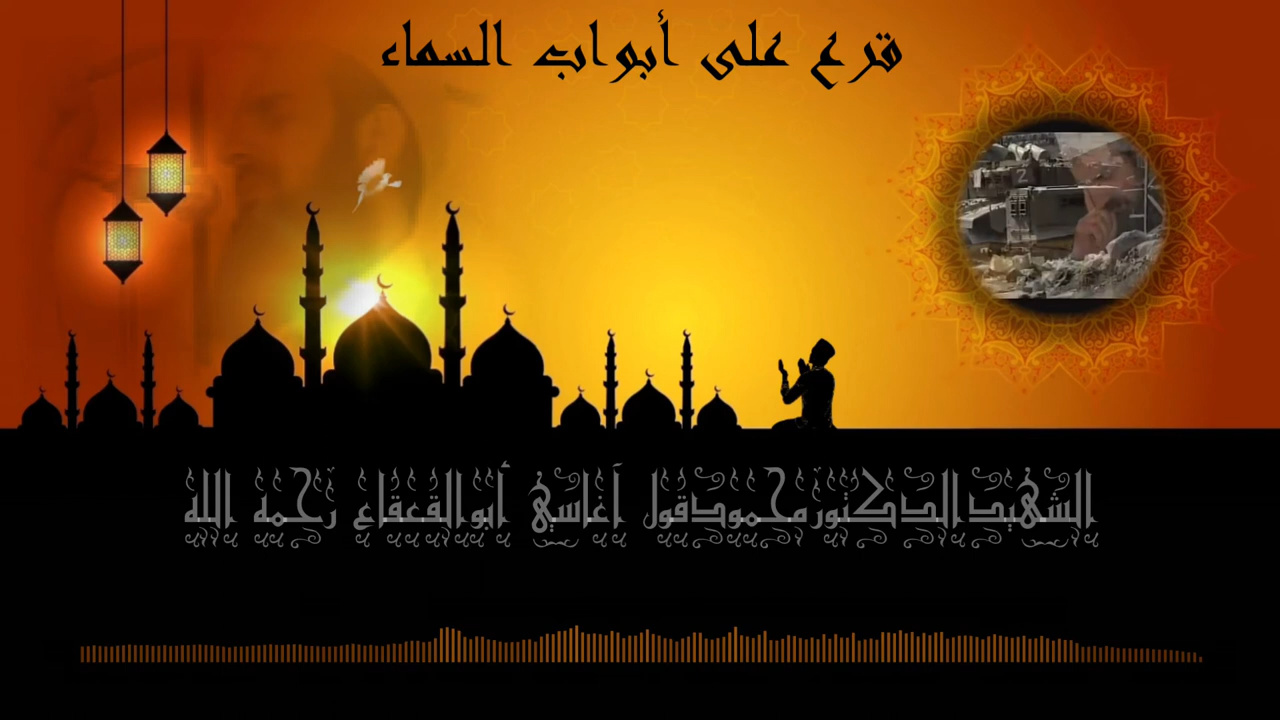 قرع على أبواب السماء
الشهيد الدكتور محمود قول آغاسي أبو القعقاع رحمه الله